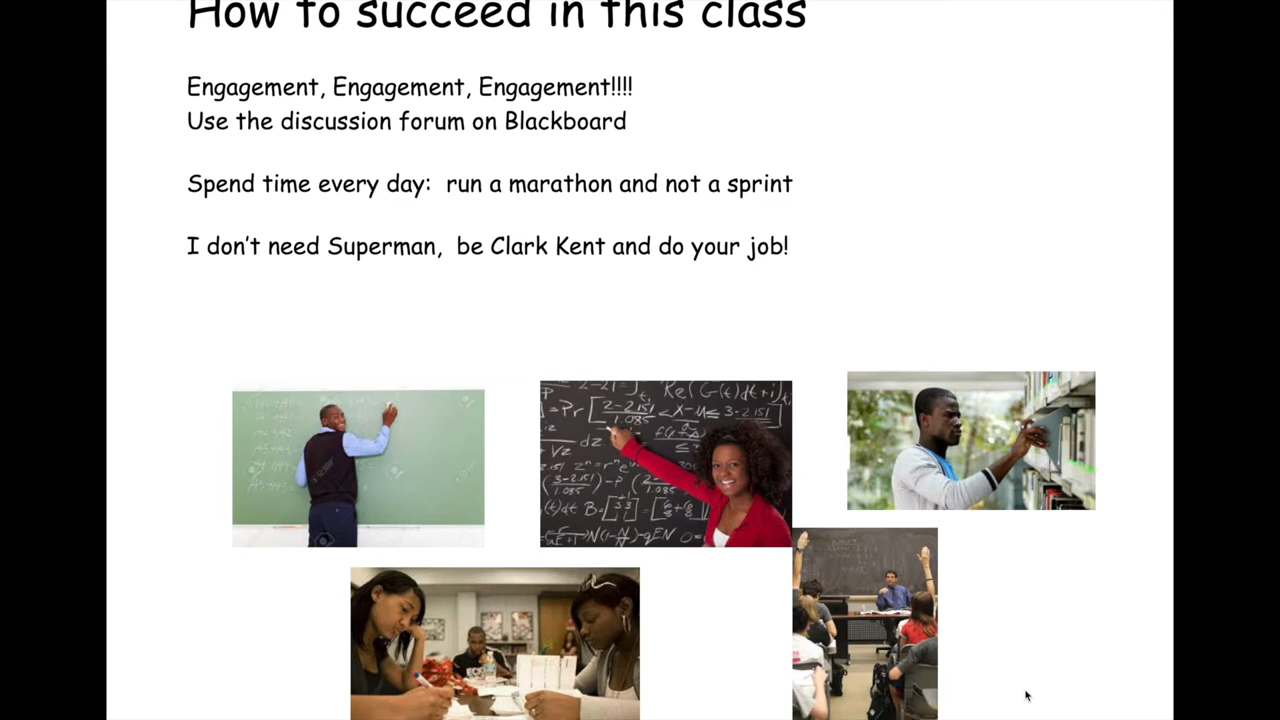 How to succeed in this class
Engagement, Engagement, Engagement!!!!
Use the discussion forum on Blackboard
Spend time every day: run a marathon and not a sprint
I don't need Superman, be Clark Kent and do your job!